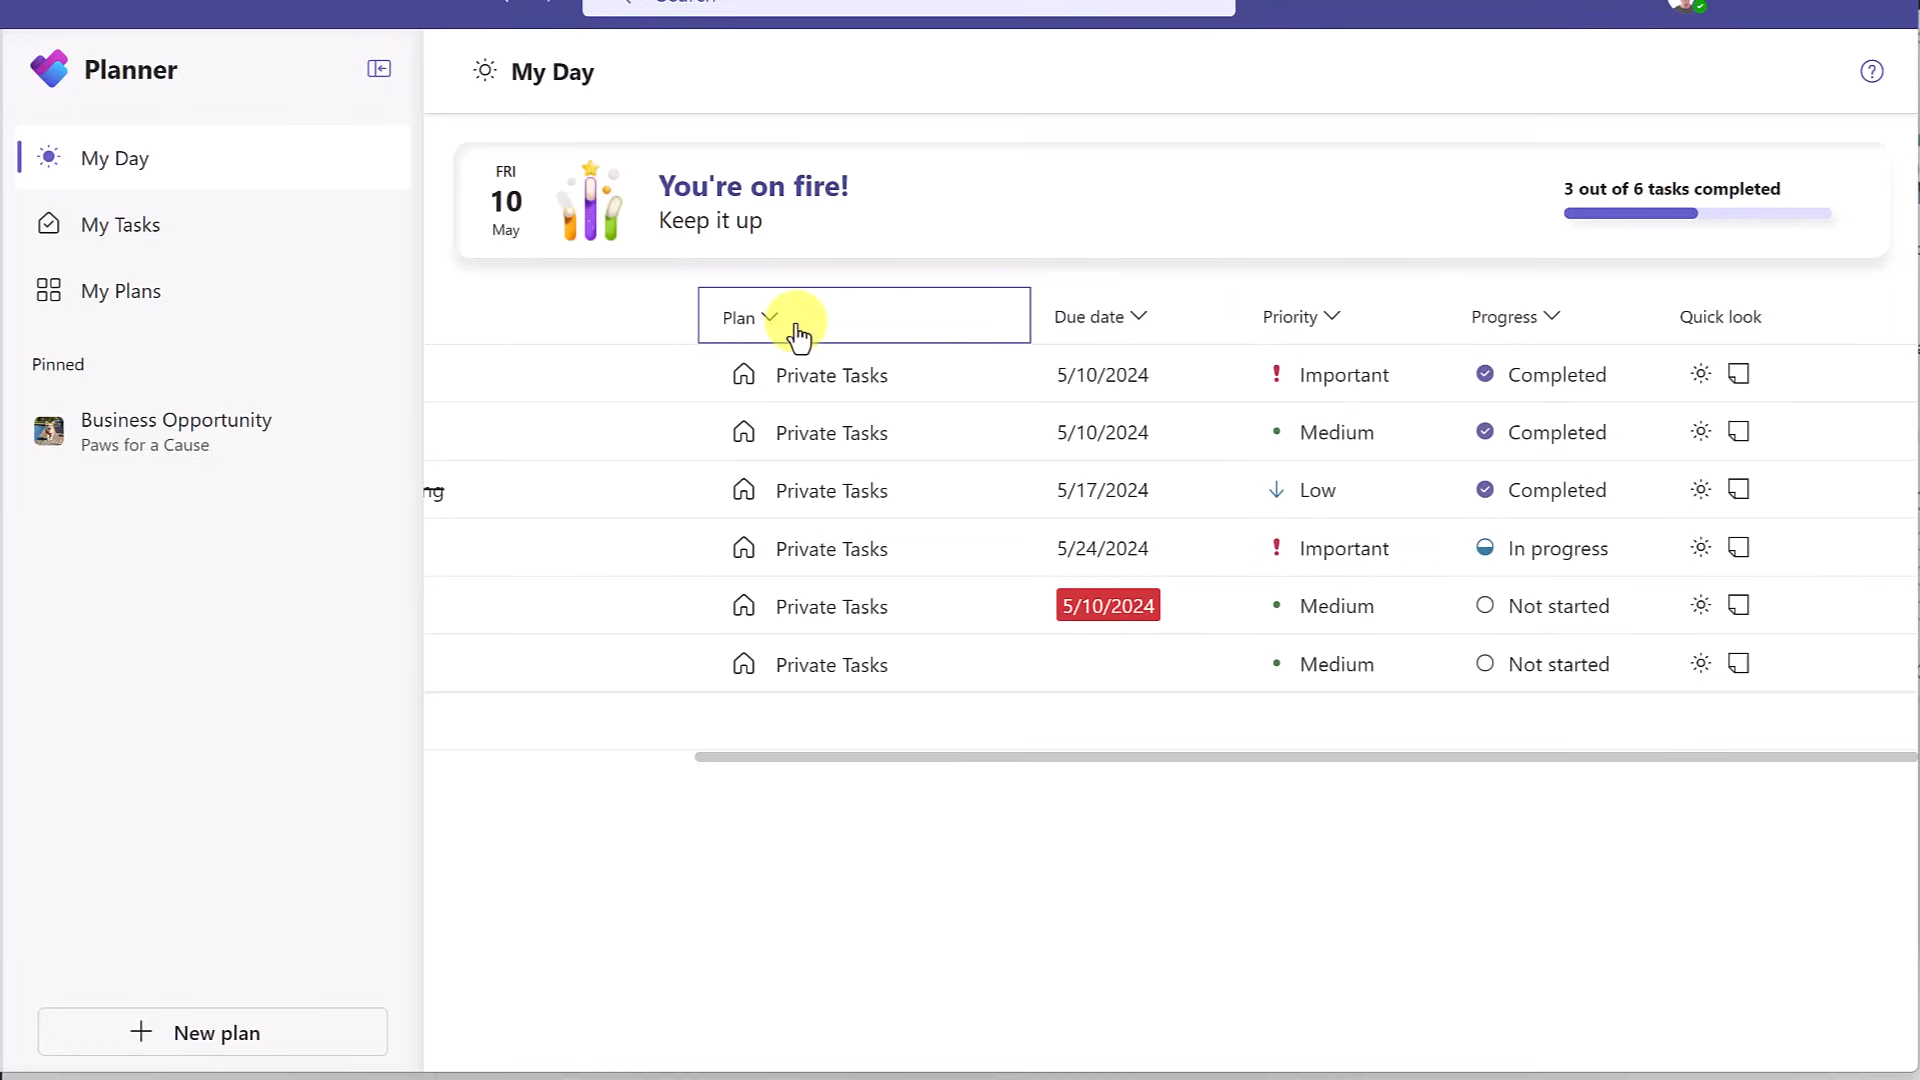 Planner
My Day
My Tasks
My Plans
Pinned
Business Opportunity
Paws for a Cause
New plan
My Day
FRI
10
May
You're on fire!
Keep it up
3 out of 6 tasks completed
Plan Due date Priority Progress Quick look
Private Tasks 5/10/2024 Important Completed
Private Tasks 5/10/2024 Medium Completed
ng Private Tasks 5/17/2024 Low Completed
Private Tasks 5/24/2024 Important In progress
Private Tasks 5/10/2024 Medium Not started
Private Tasks Medium Not started